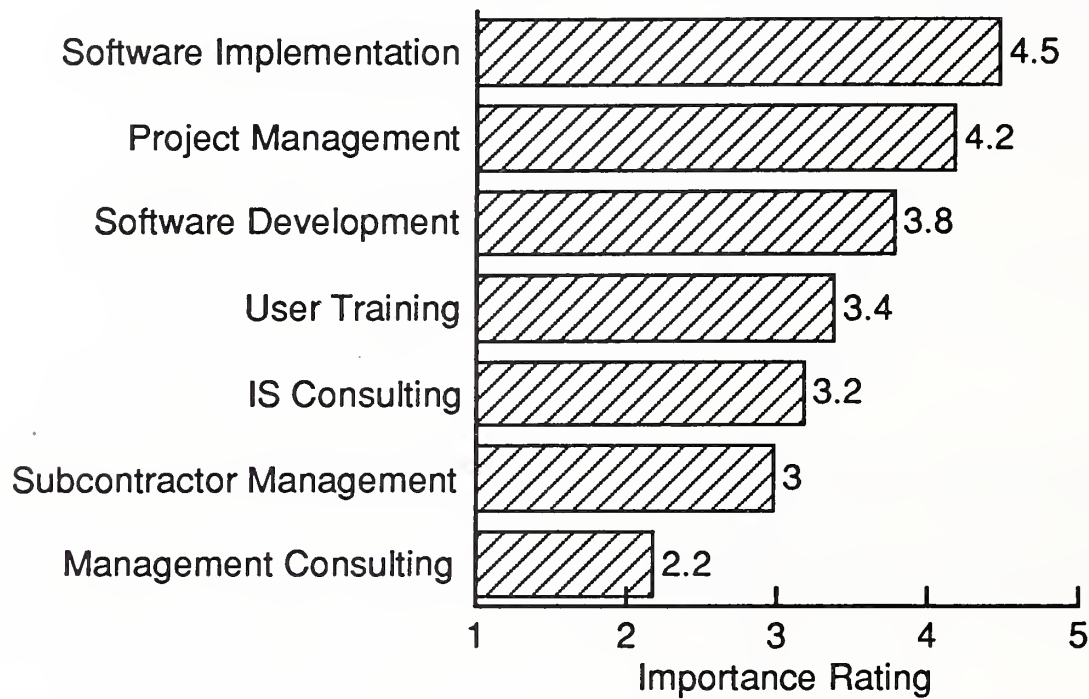 Software Implementation 4.5
Project Management 4.2
Software Development 3.8
User Training 3.4
IS Consulting 3.2
Subcontractor Management 3
Management Consulting 2.2
1 2 3 4 5
Importance Rating